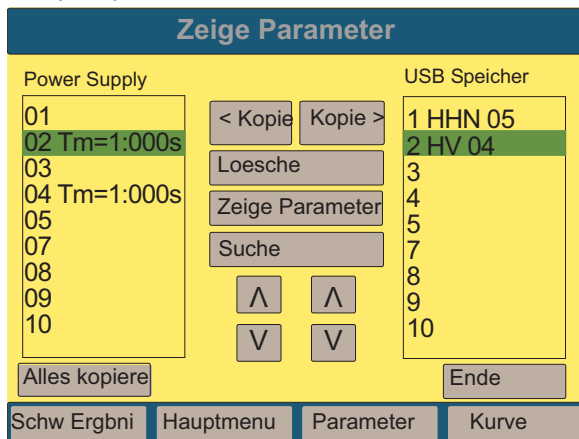 Zeige Parameter
Power Supply
USB Speicher
01
02 Tm=1:000s
03
04 Tm=1:000s
05
07
08
09
10
< Kopie
Kopie >
Loesche
Zeige Parameter
Suche
Λ
Λ
V
V
1 HHN 05
2 HV 04
3
4
5
7
8
9
10
Alles kopiere
Ende
Schw Ergbni
Hauptmenu
Parameter
Kurve